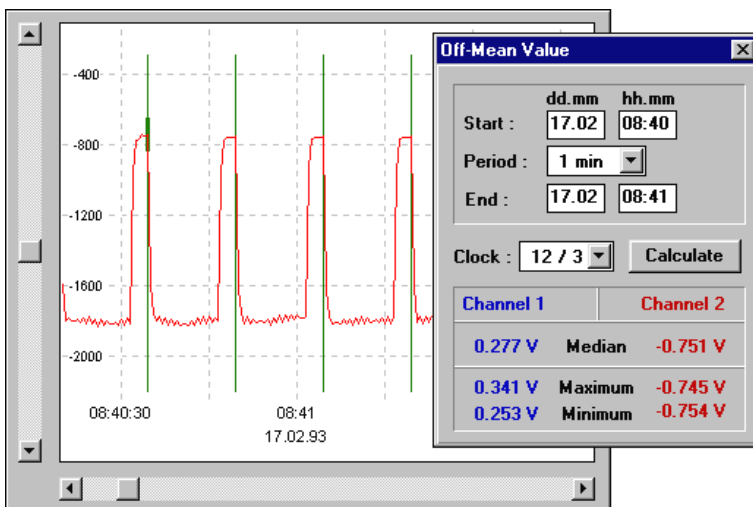 -400
-800
-1200
-1600
-2000
08:40:30 08:41
17.02.93
Off-Mean Value
dd.mm hh.mm
Start : 17.02 08:40
Period : 1 min
End : 17.02 08:41
Clock : 12 / 3 Calculate
Channel 1 Channel 2
0.277 V Median -0.751 V
0.341 V Maximum -0.745 V
0.253 V Minimum -0.754 V